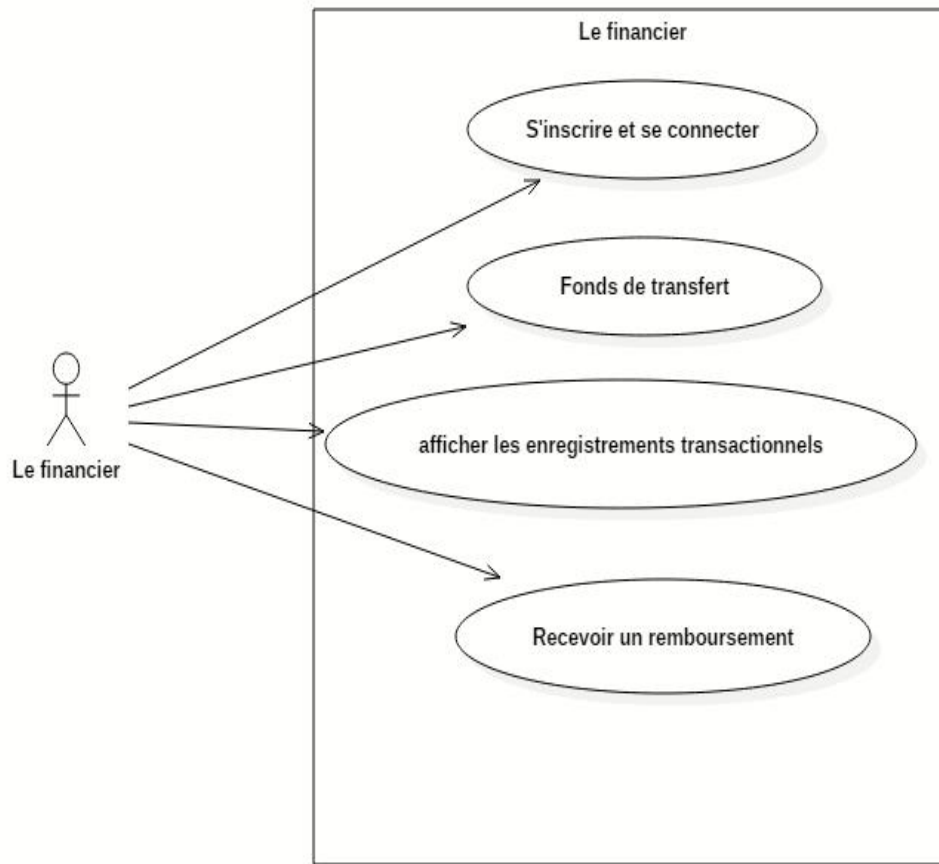 Le financier
S'inscrire et se connecter
Fonds de transfert
afficher les enregistrements transactionnels
Le financier
Recevoir un remboursement